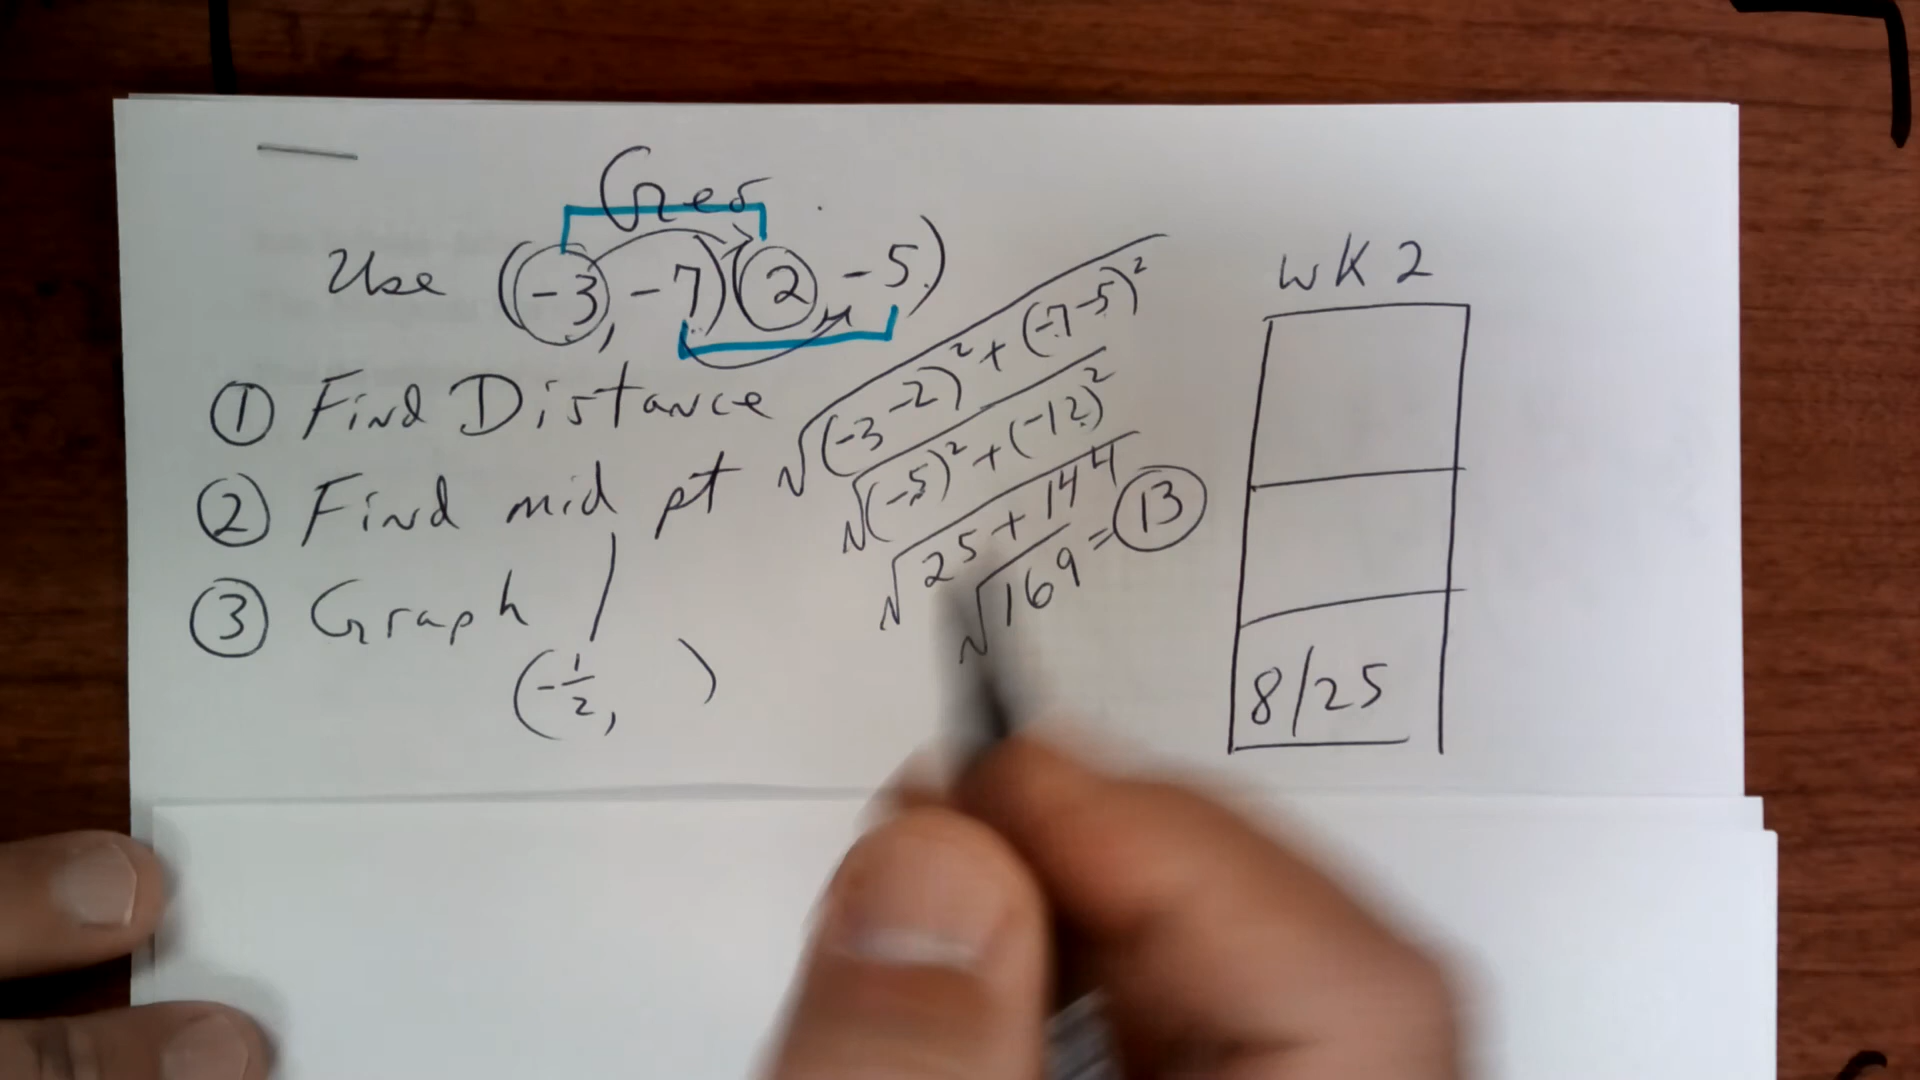 Geo
Use (-3, -7)(2, -5)
① Find Distance
② Find mid pt
③ Graph
(-1/2, )
√(-3-2)² + (-7-5)²
√(-5)² + (-12)²
√25 + 144
√169 = 13
WK 2
8/25